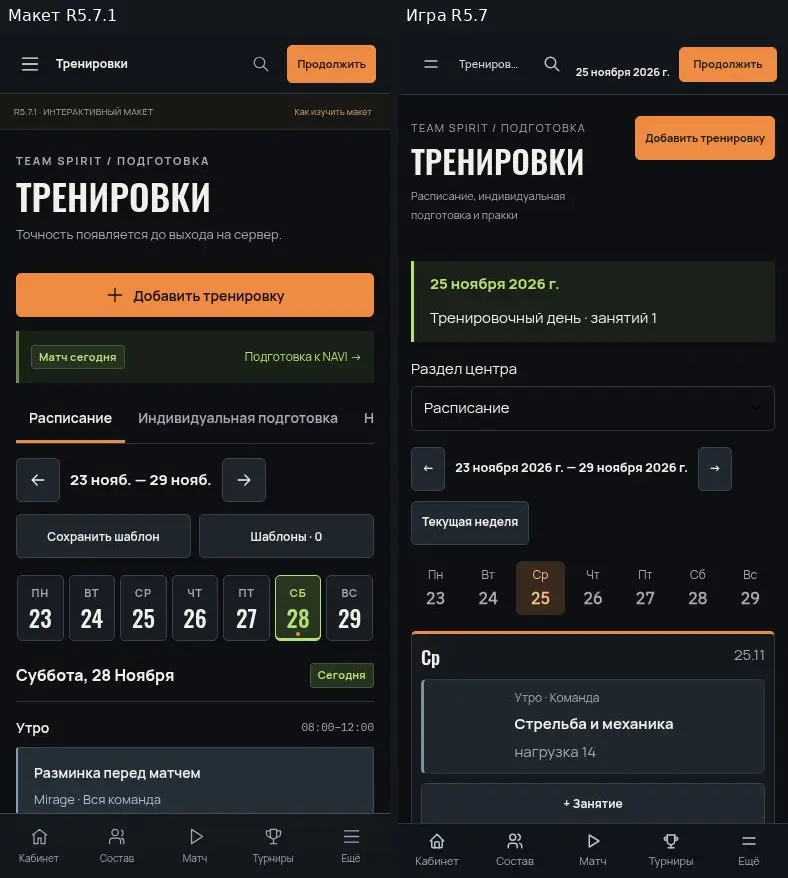 Макет R5.7.1
Тренировки
Продолжить
R5.7.1 · ИНТЕРАКТИВНЫЙ МАКЕТ
Как изучить макет
TEAM SPIRIT / ПОДГОТОВКА
ТРЕНИРОВКИ
Точность появляется до выхода на сервер.
+ Добавить тренировку
Матч сегодня
Подготовка к NAVI →
Расписание
Индивидуальная подготовка
Н
← 23 нояб. — 29 нояб. →
Сохранить шаблон
Шаблоны · 0
ПН ВТ СР ЧТ ПТ СБ ВС
23 24 25 26 27 28 29
Суббота, 28 Ноября
Сегодня
Утро
08:00–12:00
Разминка перед матчем
Mirage · Вся команда
Кабинет Состав Матч Турниры Ещё
Игра R5.7
Трениров...
25 ноября 2026 г.
Продолжить
TEAM SPIRIT / ПОДГОТОВКА
ТРЕНИРОВКИ
Расписание, индивидуальная
подготовка и пракки
Добавить тренировку
25 ноября 2026 г.
Тренировочный день · занятий 1
Раздел центра
Расписание
← 23 ноября 2026 г. — 29 ноября 2026 г. →
Текущая неделя
Пн Вт Ср Чт Пт Сб Вс
23 24 25 26 27 28 29
Ср
25.11
Утро · Команда
Стрельба и механика
нагрузка 14
+ Занятие
Кабинет Состав Матч Турниры Ещё